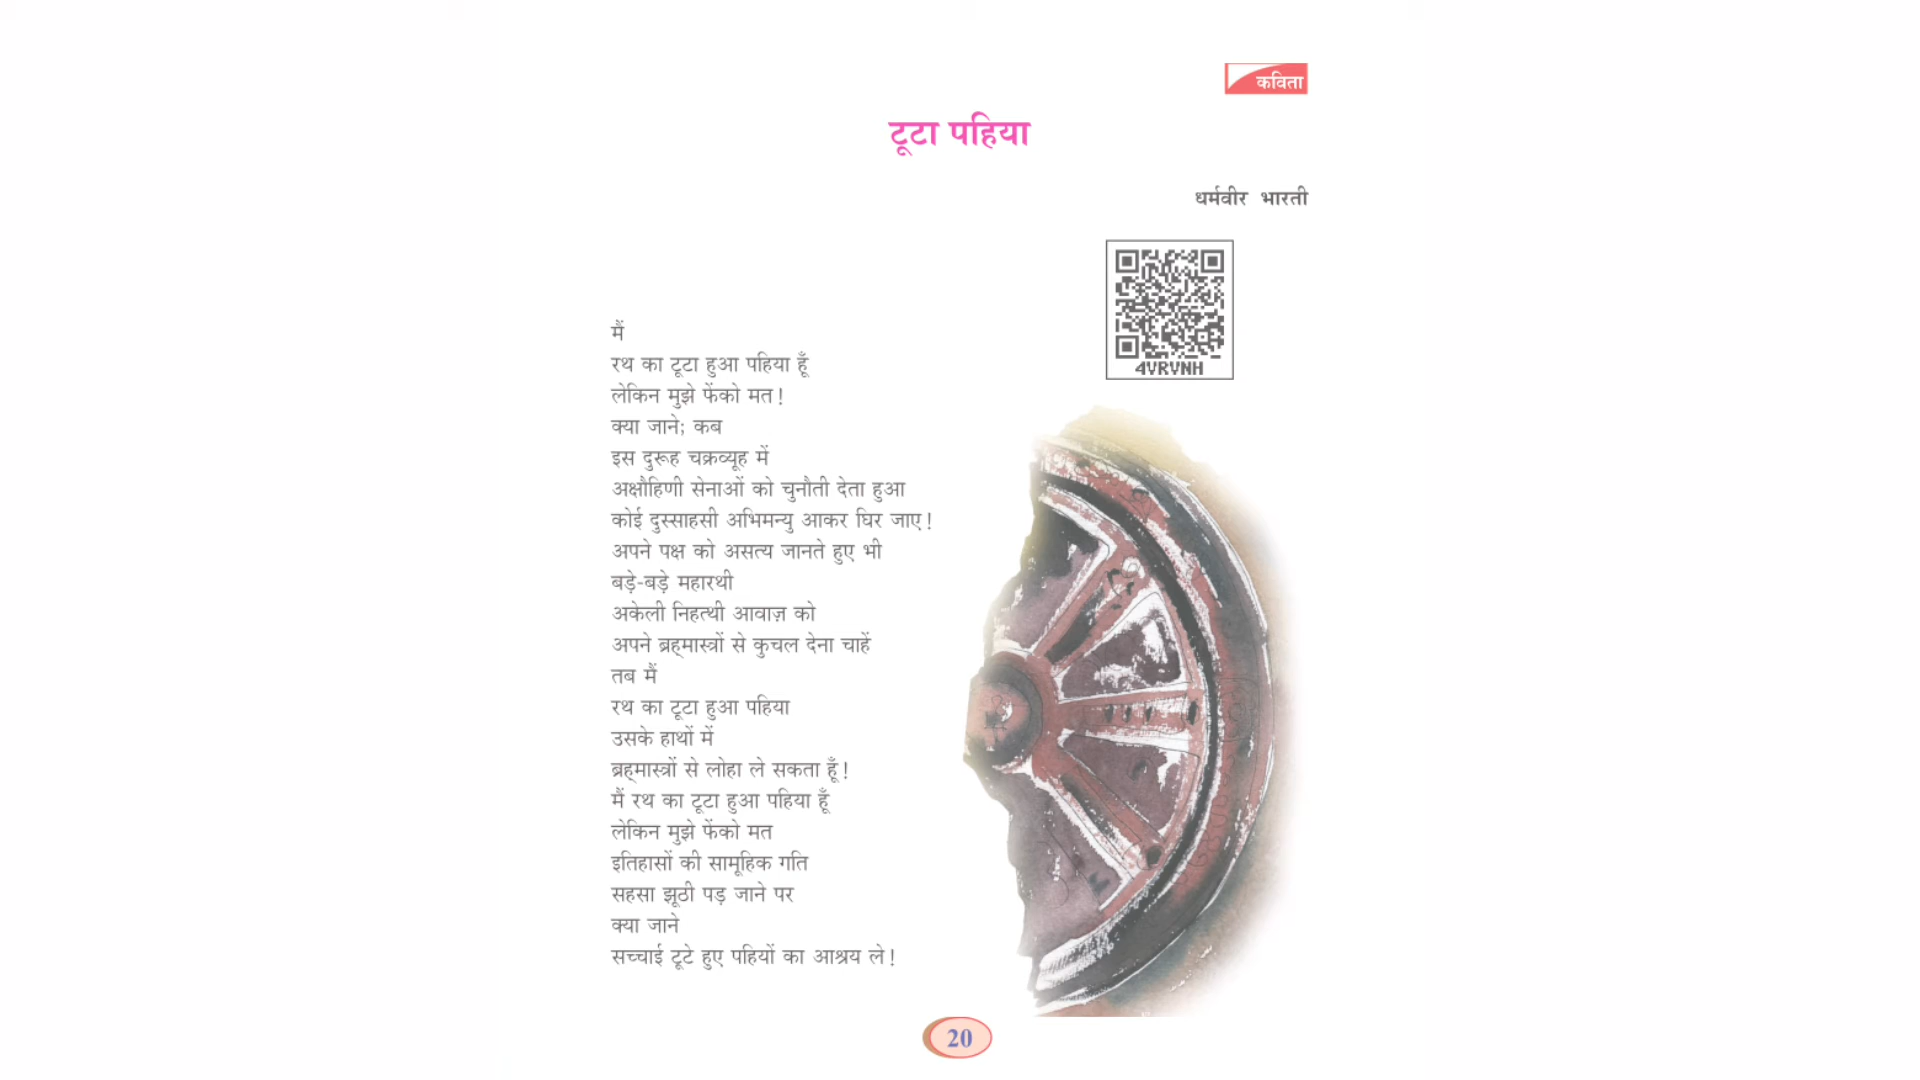 कविता
टूटा पहिया
धर्मवीर भारती
4VRVNH
मैं
रथ का टूटा हुआ पहिया हूँ
लेकिन मुझे फेंको मत!
क्या जाने; कब
इस दुरूह चक्रव्यूह में
अक्षौहिणी सेनाओं को चुनौती देता हुआ
कोई दुस्साहसी अभिमन्यु आकर घिर जाए!
अपने पक्ष को असत्य जानते हुए भी
बड़े-बड़े महारथी
अकेली निहत्थी आवाज़ को
अपने ब्रह्मास्त्रों से कुचल देना चाहें
तब मैं
रथ का टूटा हुआ पहिया
उसके हाथों में
ब्रह्मास्त्रों से लोहा ले सकता हूँ!
मैं रथ का टूटा हुआ पहिया हूँ
लेकिन मुझे फेंको मत
इतिहासों की सामूहिक गति
सहसा झूठी पड़ जाने पर
क्या जाने
सच्चाई टूटे हुए पहियों का आश्रय ले!
20